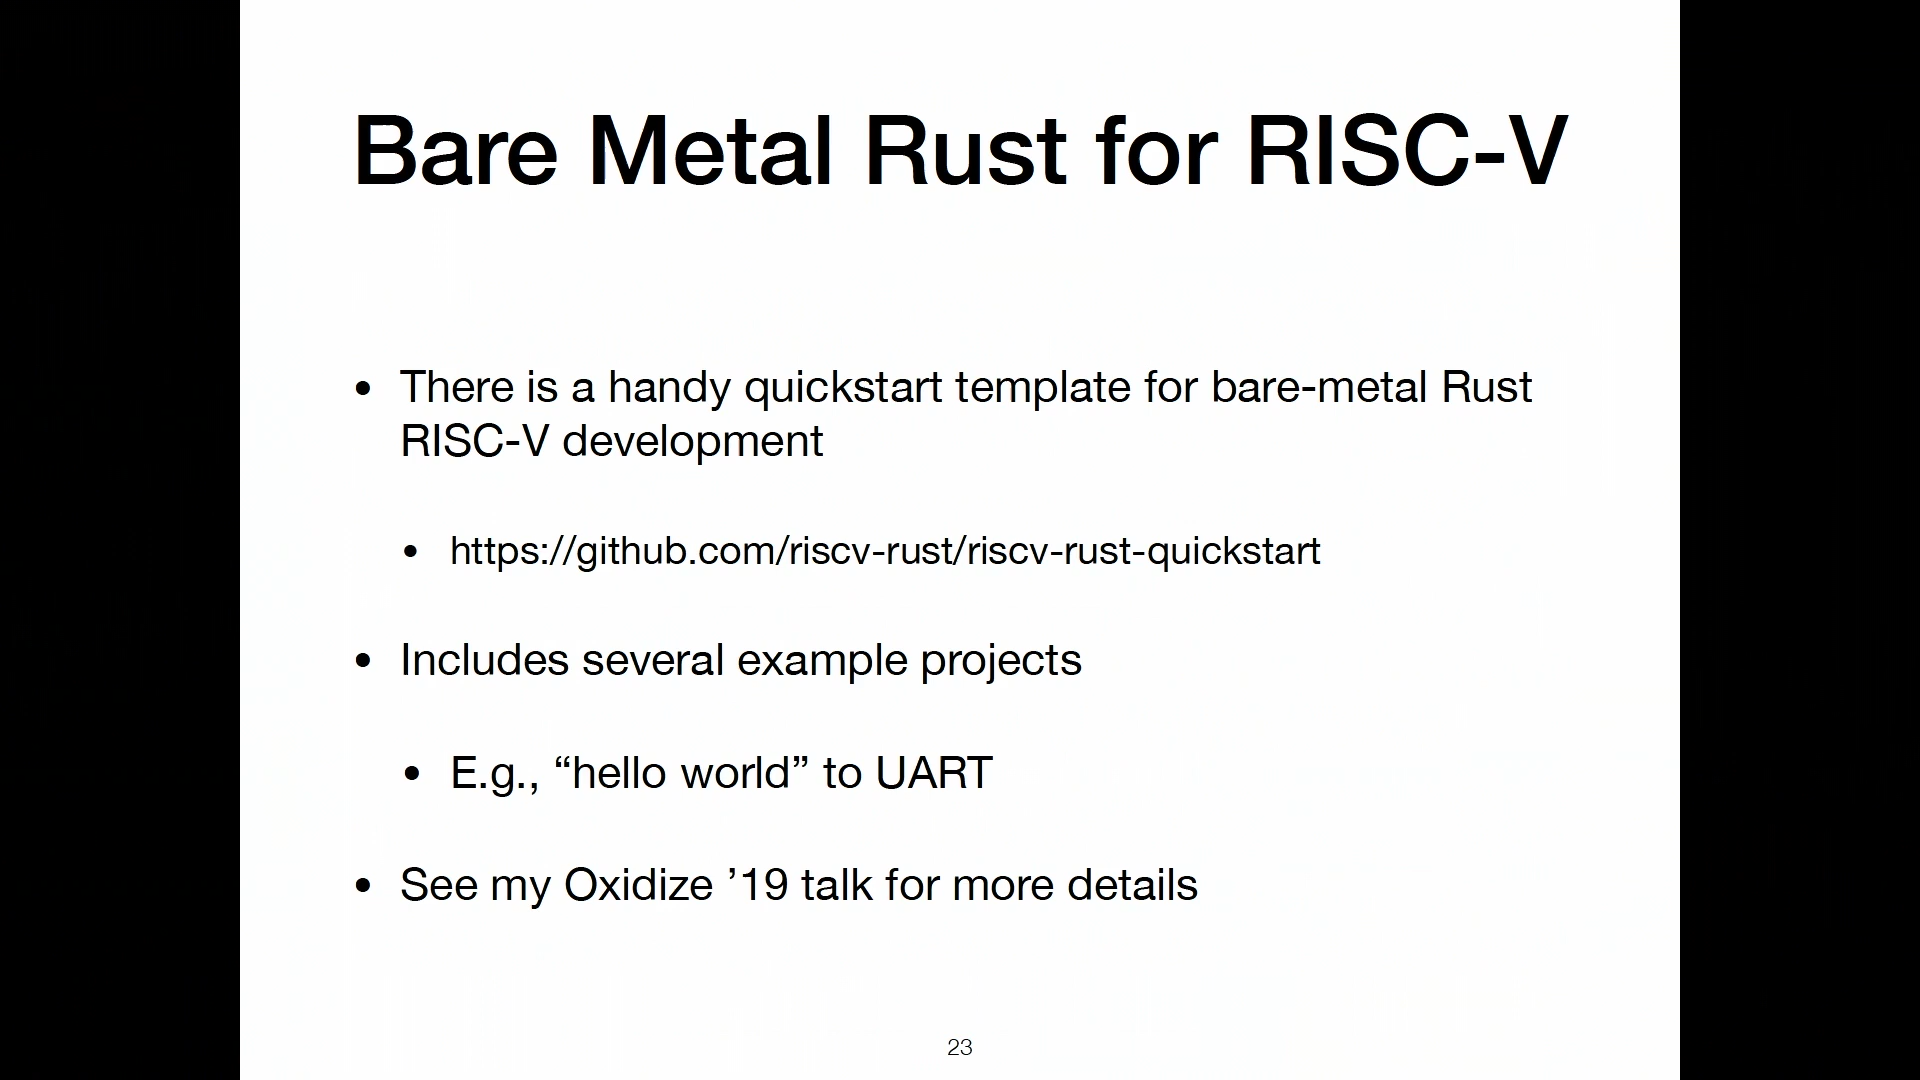 Bare Metal Rust for RISC-V
• There is a handy quickstart template for bare-metal Rust
RISC-V development
• https://github.com/riscv-rust/riscv-rust-quickstart
• Includes several example projects
• E.g., “hello world” to UART
• See my Oxidize ’19 talk for more details
23